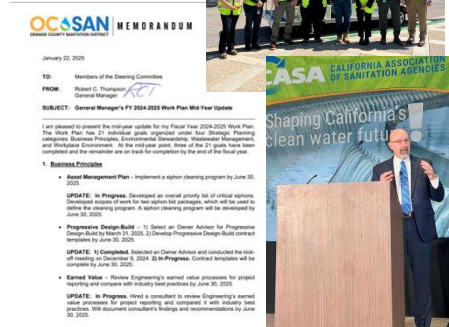 OC SAN
ORANGE COUNTY SANITATION DISTRICT
MEMORANDUM
January 22, 2025
TO: Members of the Steering Committee
FROM: Robert C. Thompson
General Manager
SUBJECT: General Manager's FY 2024-2025 Work Plan Mid-Year Update
I am pleased to present the mid-year update for my Fiscal Year 2024-2025 Work Plan.
The Work Plan has 21 individual goals organized under four Strategic Planning
categories: Business Principles, Environmental Stewardship, Wastewater Management,
and Workplace Environment. At the midpoint, three of the 21 goals have been
completed and the remainder are on track for completion by the end of the fiscal year.
1. Business Principles
• Asset Management Plan – Implement a siphon cleaning program by June 30,
2025.
UPDATE: In Progress. Developed an overall priority list of critical siphons.
Developed scopes of work for two siphon bid packages, which will be used to
define the cleaning program. A siphon cleaning program will be developed by
June 30, 2025.
• Progressive Design-Build – 1) Select an Owner Advisor for Progressive
Design-Build by March 31, 2025. 2) Develop Progressive Design-Build contract
templates by June 30, 2025.
UPDATE: 1) Completed. Selected an Owner Advisor and conducted the kick-
off meeting on December 9, 2024. 2) In-Progress. Contract templates will be
complete by June 30, 2025.
• Earned Value – Review Engineering's earned value processes for project
reporting and compare with industry best practices by June 30, 2025.
UPDATE: In Progress. Hired a consultant to review Engineering's earned
value processes for project reporting and compared it with industry best
practices. Will document consultant's findings and recommendations by June
30, 2025.
CASA CALIFORNIA ASSOCIATION
of SANITATION AGENCIES
Shaping California's
clean water future!